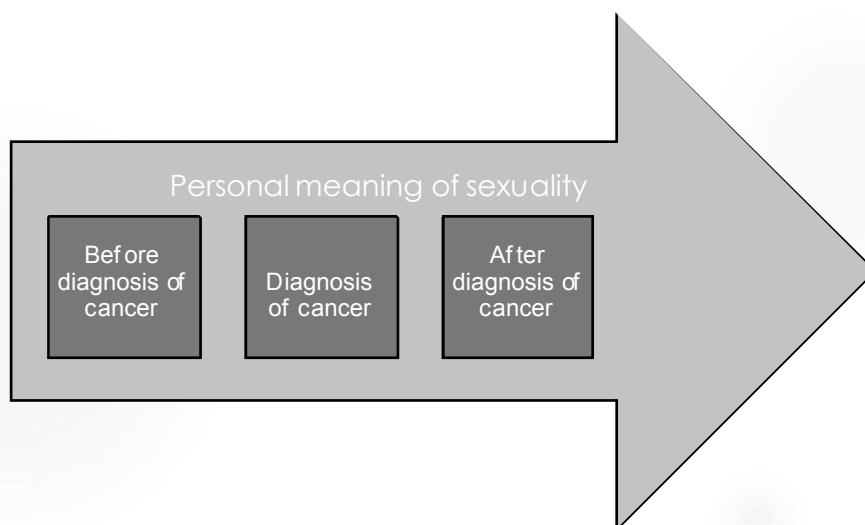 Personal meaning of sexuality
Before
diagnosis of
cancer
Diagnosis
of cancer
After
diagnosis of
cancer